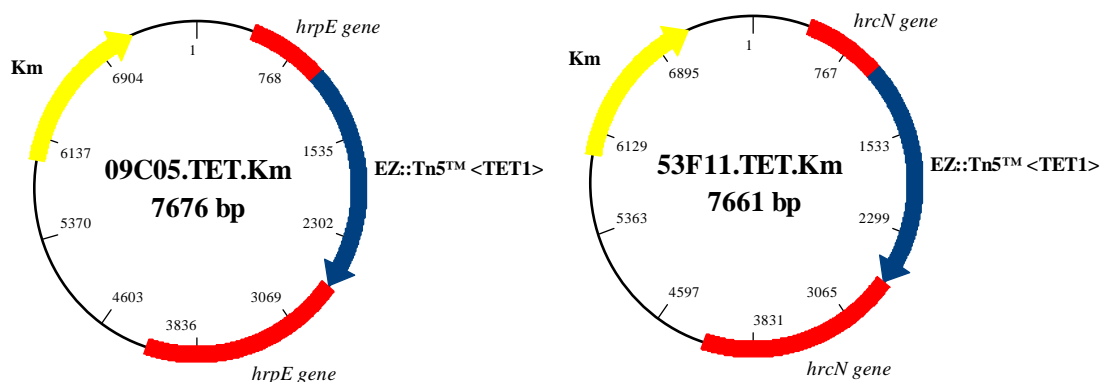 hrpE gene
1
Km
6904
768
6137
1535
09C05.TET.Km
7676 bp
EZ::Tn5™ <TET1>
5370
2302
4603
3069
3836
hrpE gene
hrcN gene
1
Km
6895
767
6129
1533
53F11.TET.Km
7661 bp
EZ::Tn5™ <TET1>
5363
2299
4597
3065
3831
hrcN gene
hrcN gene